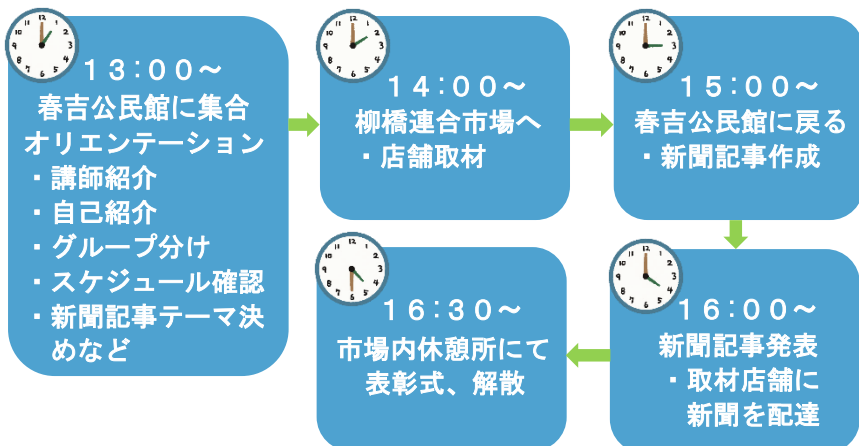 13:00～
春吉公民館に集合
オリエンテーション
・講師紹介
・自己紹介
・グループ分け
・スケジュール確認
・新聞記事テーマ決
めなど
14:00～
柳橋連合市場へ
・店舗取材
15:00～
春吉公民館に戻る
・新聞記事作成
16:00～
新聞記事発表
・取材店舗に
新聞を配達
16:30～
市場内休憩所にて
表彰式、解散